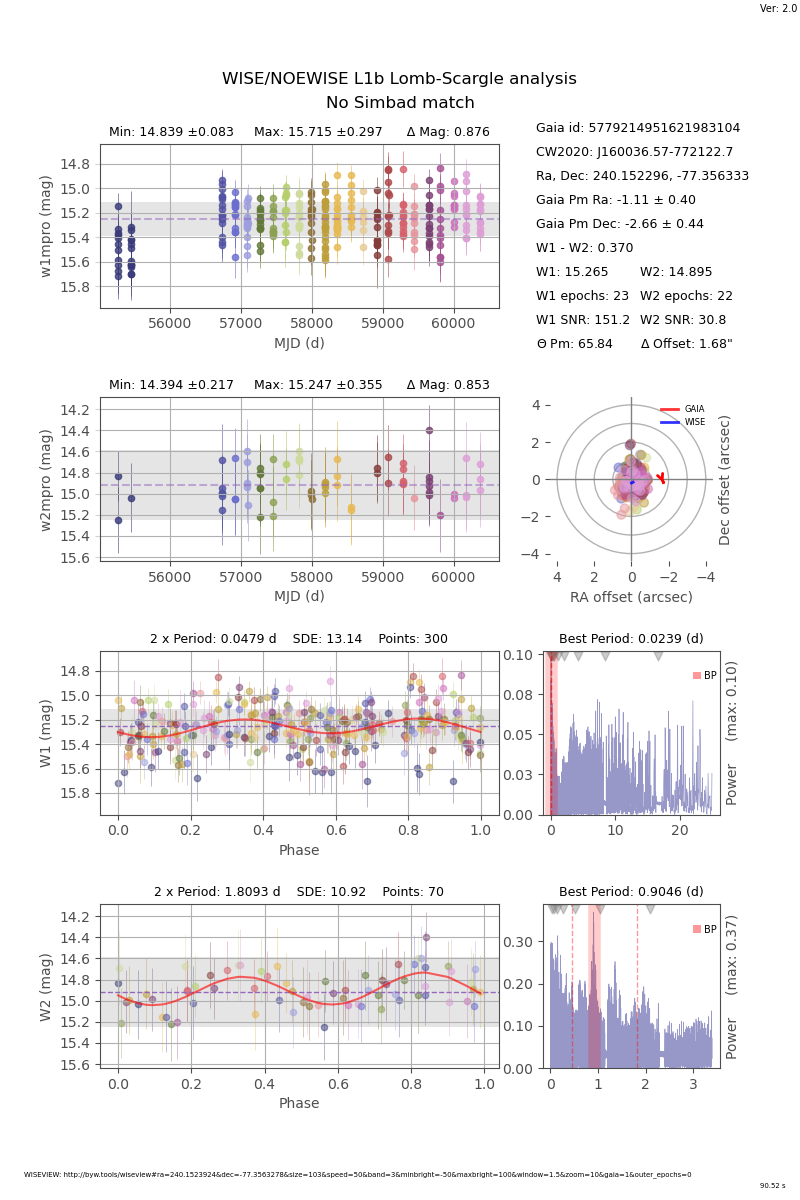 Ver: 2.0
WISE/NOEWISE L1b Lomb-Scargle analysis
No Simbad match
Min: 14.839 ±0.083 Max: 15.715 ±0.297 Δ Mag: 0.876
w1mpro (mag)
14.8
15.0
15.2
15.4
15.6
15.8
56000 57000 58000 59000 60000
MJD (d)
Gaia id: 5779214951621983104
CW2020: J160036.57-772122.7
Ra, Dec: 240.152296, -77.356333
Gaia Pm Ra: -1.11 ± 0.40
Gaia Pm Dec: -2.66 ± 0.44
W1 - W2: 0.370
W1: 15.265 W2: 14.895
W1 epochs: 23 W2 epochs: 22
W1 SNR: 151.2 W2 SNR: 30.8
Θ Pm: 65.84 Δ Offset: 1.68"
Min: 14.394 ±0.217 Max: 15.247 ±0.355 Δ Mag: 0.853
w2mpro (mag)
14.2
14.4
14.6
14.8
15.0
15.2
15.4
15.6
56000 57000 58000 59000 60000
MJD (d)
GAIA
WISE
4
2
0
−2
−4
4 2 0 −2 −4
RA offset (arcsec)
Dec offset (arcsec)
2 x Period: 0.0479 d SDE: 13.14 Points: 300
W1 (mag)
14.8
15.0
15.2
15.4
15.6
15.8
0.0 0.2 0.4 0.6 0.8 1.0
Phase
Best Period: 0.0239 (d)
BP
0.10
0.08
0.05
0.03
0.00
0 10 20
Power (max: 0.10)
2 x Period: 1.8093 d SDE: 10.92 Points: 70
W2 (mag)
14.2
14.4
14.6
14.8
15.0
15.2
15.4
15.6
0.0 0.2 0.4 0.6 0.8 1.0
Phase
Best Period: 0.9046 (d)
BP
0.30
0.20
0.10
0.00
0 1 2 3
Power (max: 0.37)
WISEVIEW: http://byw.tools/wiseview#ra=240.1523924&dec=-77.3563278&size=103&speed=50&band=3&minbright=-50&maxbright=100&window=1.5&zoom=10&gaia=1&outer_epochs=0
90.52 s